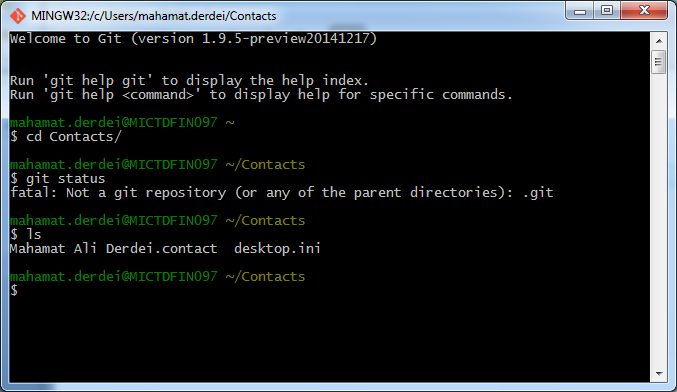 MINGW32:/c/Users/mahamat.derdei/Contacts
Welcome to Git (version 1.9.5-preview20141217)
Run 'git help git' to display the help index.
Run 'git help <command>' to display help for specific commands.
mahamat.derdei@MICTDFIN097 ~
$ cd Contacts/
mahamat.derdei@MICTDFIN097 ~/Contacts
$ git status
fatal: Not a git repository (or any of the parent directories): .git
mahamat.derdei@MICTDFIN097 ~/Contacts
$ ls
Mahamat Ali Derdei.contact  desktop.ini
mahamat.derdei@MICTDFIN097 ~/Contacts
$